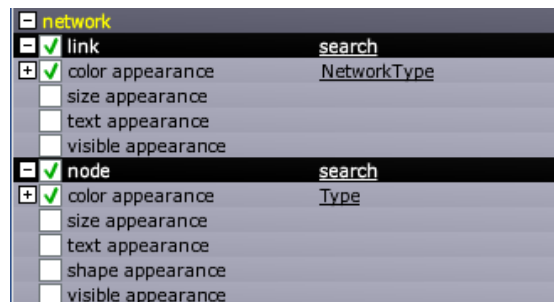 network
link search
color appearance NetworkType
size appearance
text appearance
visible appearance
node search
color appearance Type
size appearance
text appearance
shape appearance
visible appearance